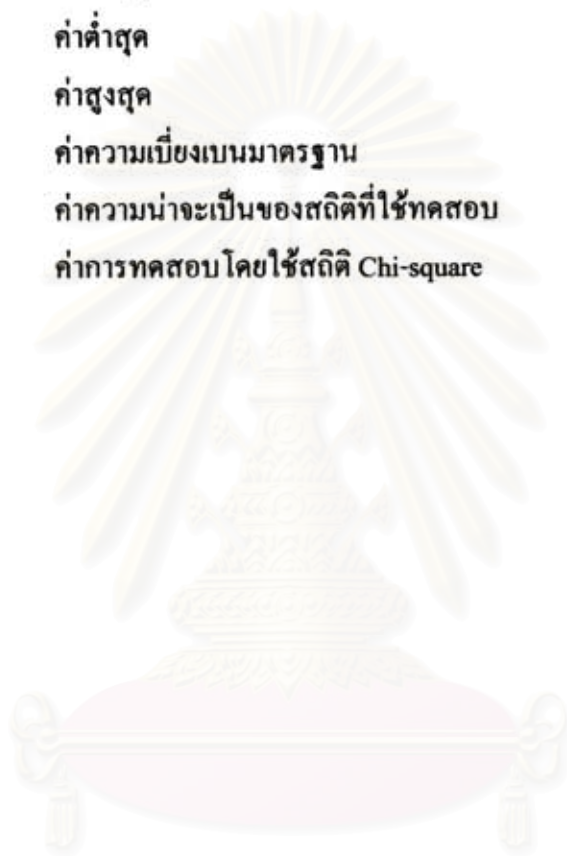 ค่าต่ำสุด
ค่าสูงสุด
ค่าความเบี่ยงเบนมาตรฐาน
ค่าความน่าจะเป็นของสถิติที่ใช้ทดสอบ
ค่าการทดสอบโดยใช้สถิติ Chi-square